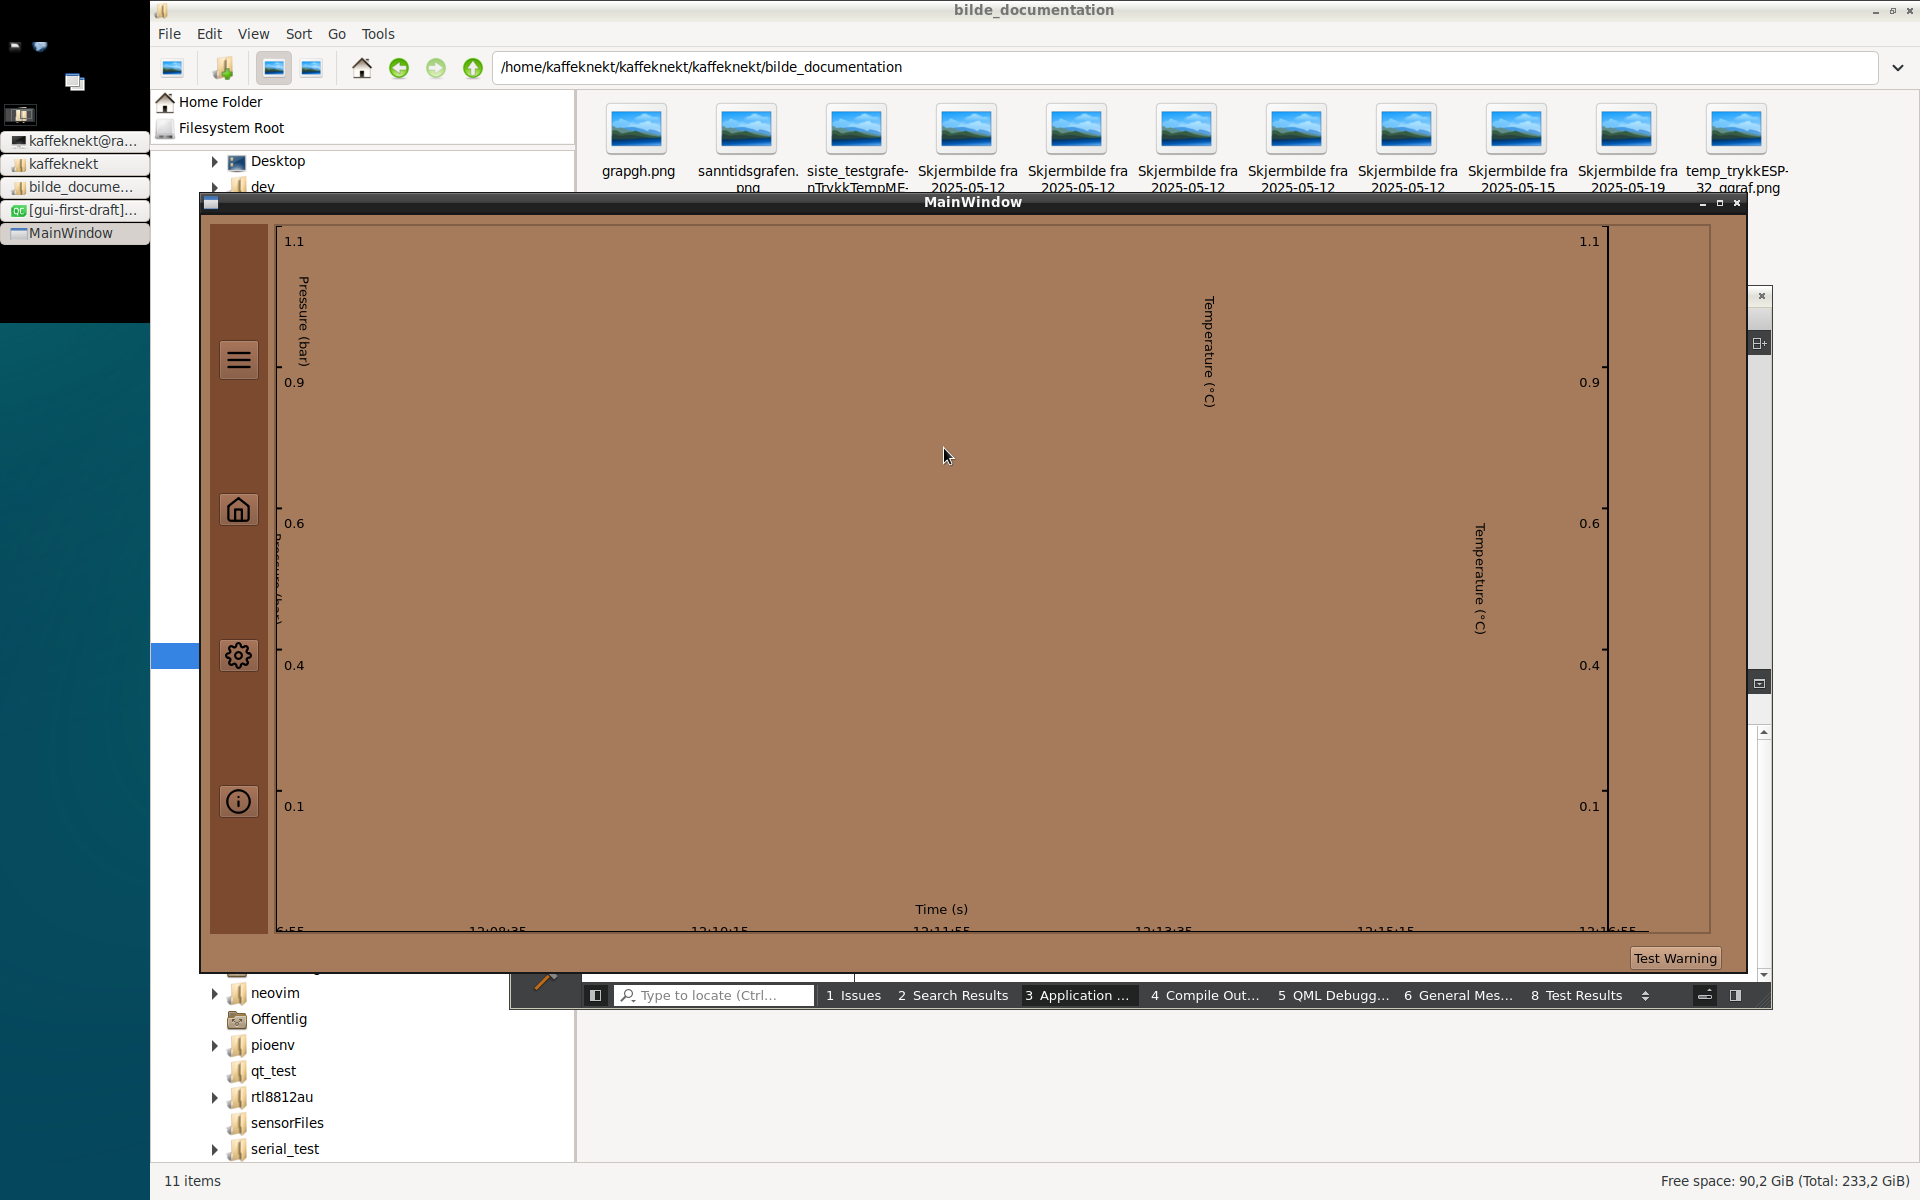 bilde_documentation
File Edit View Sort Go Tools
/home/kaffeknekt/kaffeknekt/kaffeknekt/bilde_documentation
Home Folder
Filesystem Root
Desktop
dev
kaffeknekt@ra...
kaffeknekt
bilde_docume...
[gui-first-draft]...
MainWindow
grapgh.png
sanntidsgrafen.
png
siste_testgrafe-
nTrykkTempME-
Skjermbilde fra
2025-05-12
Skjermbilde fra
2025-05-12
Skjermbilde fra
2025-05-12
Skjermbilde fra
2025-05-12
Skjermbilde fra
2025-05-12
Skjermbilde fra
2025-05-15
Skjermbilde fra
2025-05-19
temp_trykkESP-
32_ggraf.png
MainWindow
1.1
0.9
0.6
0.4
0.1
Pressure (bar)
Pressure (bar)
Temperature (°C)
Temperature (°C)
1.1
0.9
0.6
0.4
0.1
Time (s)
6:55 12:08:35 12:10:15 12:11:55 12:13:35 12:15:15 12:16:55
Test Warning
Type to locate (Ctrl... 1 Issues 2 Search Results 3 Application ... 4 Compile Out... 5 QML Debugg... 6 General Mes... 8 Test Results
neovim
Offentlig
pioenv
qt_test
rtl8812au
sensorFiles
serial_test
11 items
Free space: 90,2 GiB (Total: 233,2 GiB)